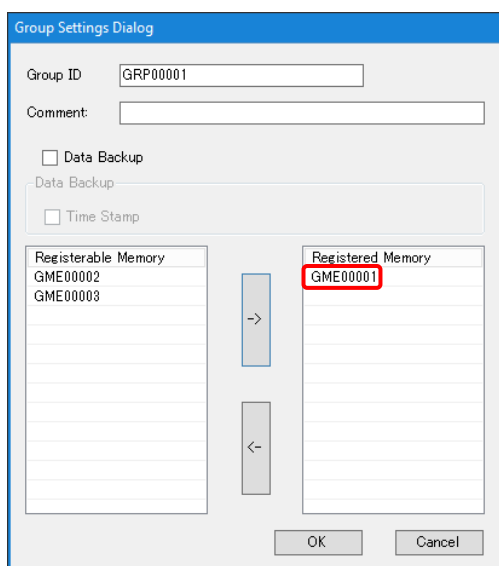 Group Settings Dialog
Group ID GRP00001
Comment:
Data Backup
Data Backup
Time Stamp
Registerable Memory
GME00002
GME00003
->
<-
Registered Memory
GME00001
OK Cancel